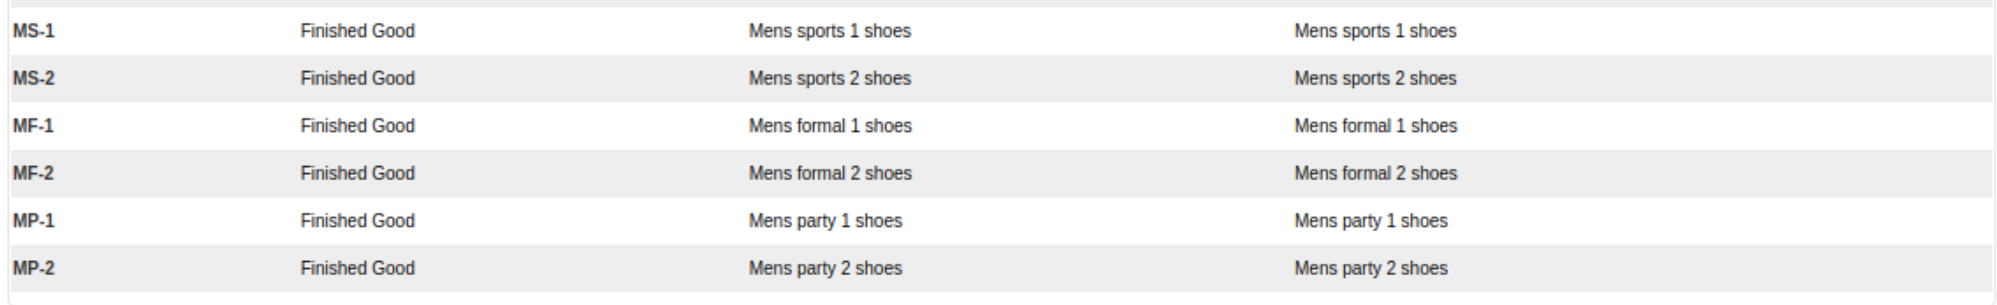 MS-1 Finished Good Mens sports 1 shoes Mens sports 1 shoes
MS-2 Finished Good Mens sports 2 shoes Mens sports 2 shoes
MF-1 Finished Good Mens formal 1 shoes Mens formal 1 shoes
MF-2 Finished Good Mens formal 2 shoes Mens formal 2 shoes
MP-1 Finished Good Mens party 1 shoes Mens party 1 shoes
MP-2 Finished Good Mens party 2 shoes Mens party 2 shoes